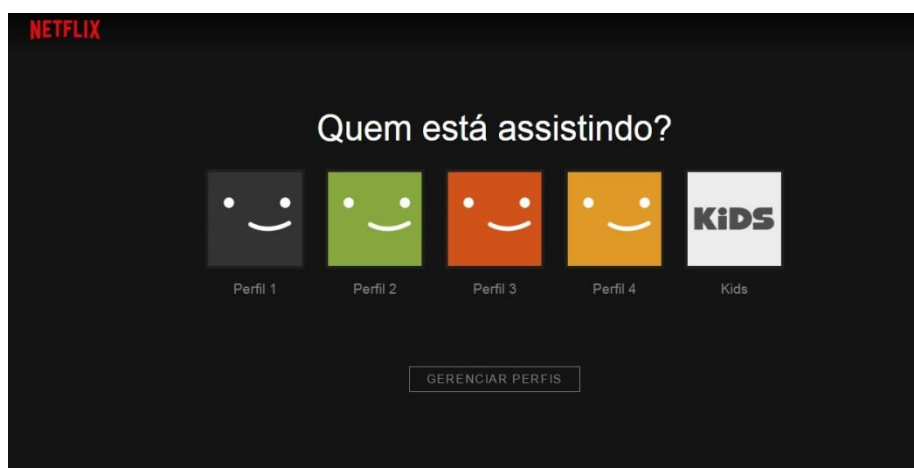 NETFLIX
Quem está assistindo?
KiDS
Perfil 1 Perfil 2 Perfil 3 Perfil 4 Kids
GERENCIAR PERFIS